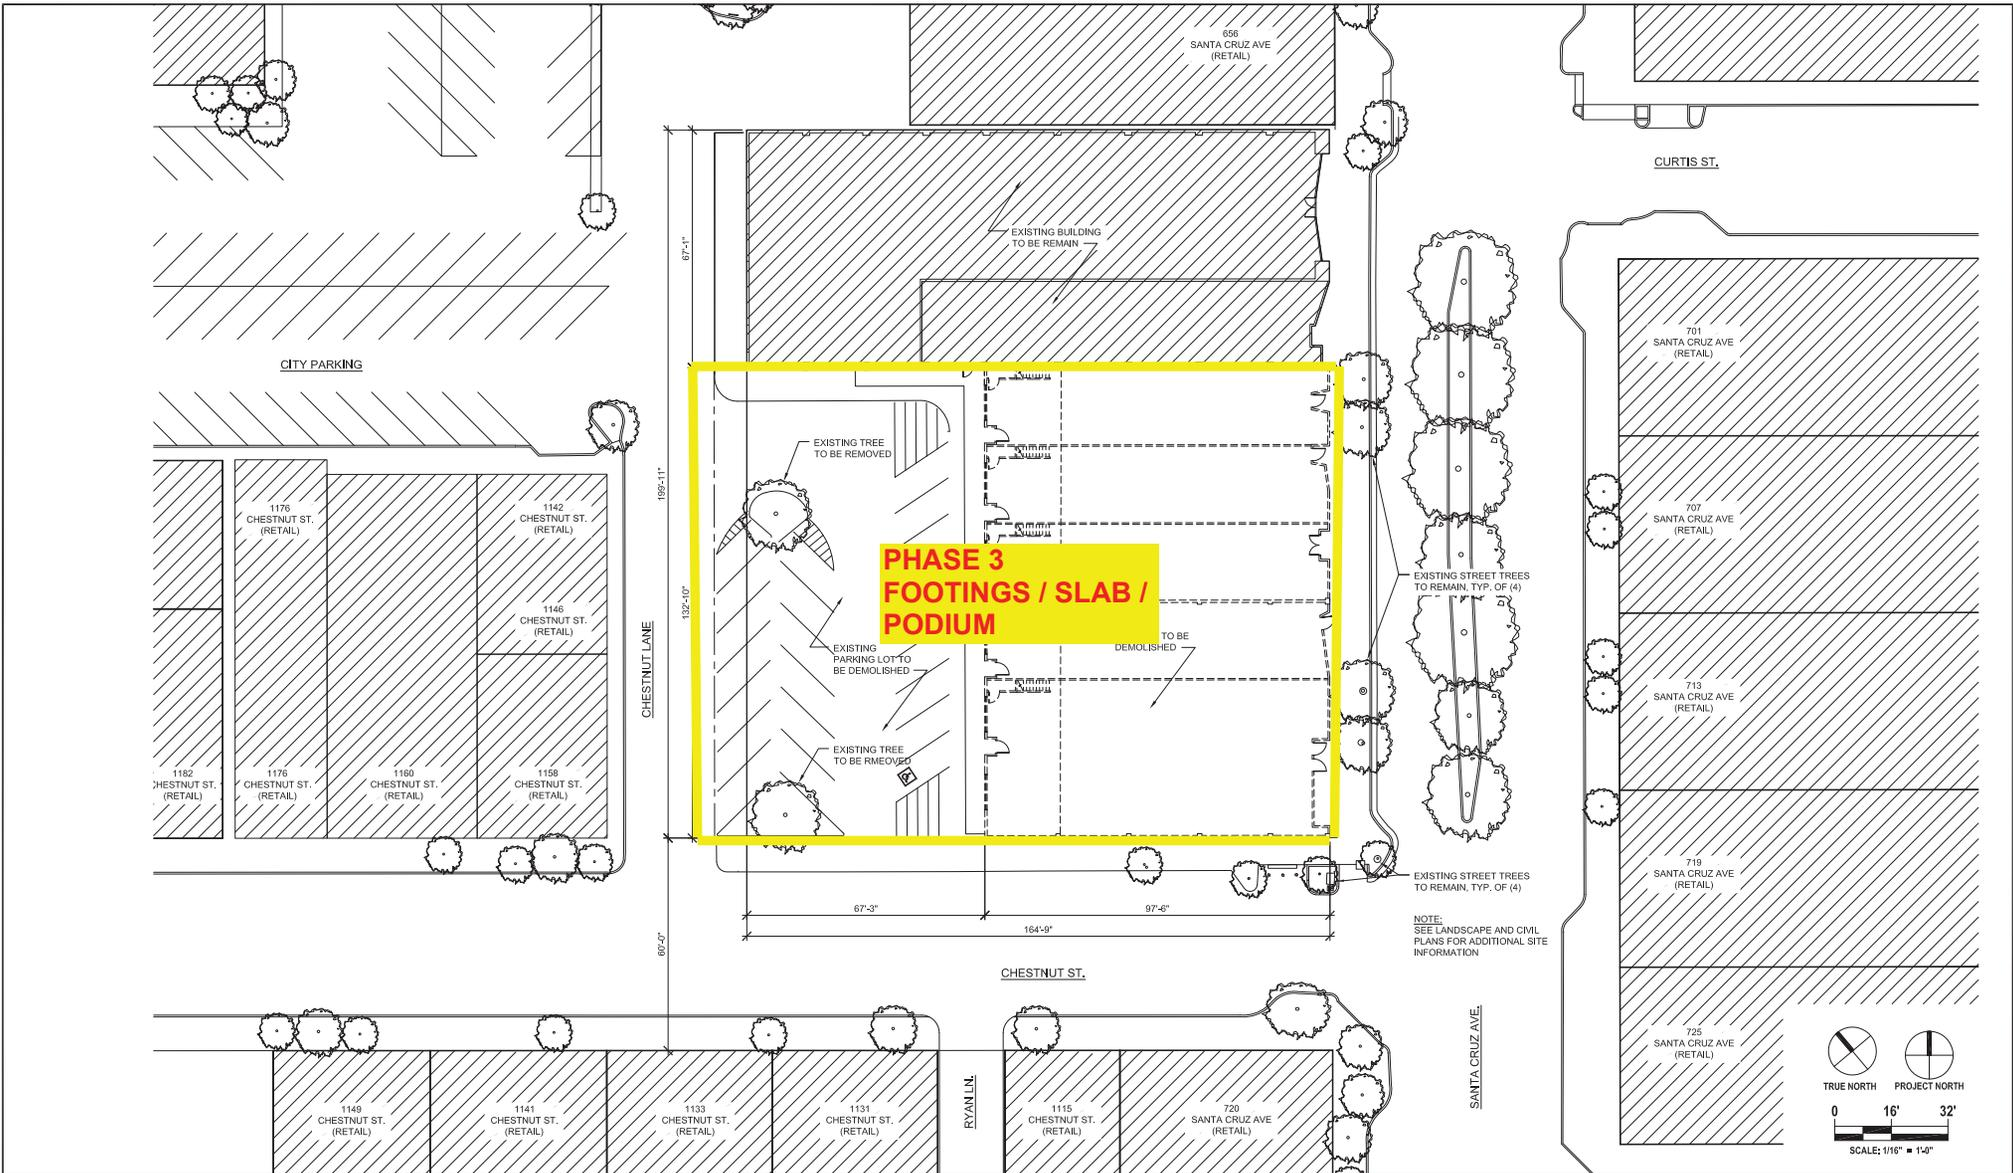 656
SANTA CRUZ AVE
(RETAIL)
CURTIS ST.
67'-1"
EXISTING BUILDING
TO BE REMAIN
701
SANTA CRUZ AVE
(RETAIL)
CITY PARKING
EXISTING TREE
TO BE REMOVED
199'-11"
1176
CHESTNUT ST.
(RETAIL)
1142
CHESTNUT ST.
(RETAIL)
707
SANTA CRUZ AVE
(RETAIL)
PHASE 3
FOOTINGS / SLAB /
PODIUM
EXISTING STREET TREES
TO REMAIN, TYP. OF (4)
132'-10"
1146
CHESTNUT ST.
(RETAIL)
CHESTNUT LANE
EXISTING
PARKING LOT TO
BE DEMOLISHED
TO BE
DEMOLISHED
713
SANTA CRUZ AVE
(RETAIL)
EXISTING TREE
TO BE RMEOVED
1182
CHESTNUT ST.
(RETAIL)
1176
CHESTNUT ST.
(RETAIL)
1160
CHESTNUT ST.
(RETAIL)
1158
CHESTNUT ST.
(RETAIL)
719
SANTA CRUZ AVE
(RETAIL)
EXISTING STREET TREES
TO REMAIN, TYP. OF (4)
67'-3"
97'-6"
164'-9"
60'-0"
NOTE:
SEE LANDSCAPE AND CIVIL
PLANS FOR ADDITIONAL SITE
INFORMATION
CHESTNUT ST.
SANTA CRUZ AVE.
725
SANTA CRUZ AVE
(RETAIL)
TRUE NORTH
PROJECT NORTH
1149
CHESTNUT ST.
(RETAIL)
1141
CHESTNUT ST.
(RETAIL)
1133
CHESTNUT ST.
(RETAIL)
1131
CHESTNUT ST.
(RETAIL)
RYAN LN.
1115
CHESTNUT ST.
(RETAIL)
720
SANTA CRUZ AVE
(RETAIL)
0 16' 32'
SCALE: 1/16" = 1'-0"